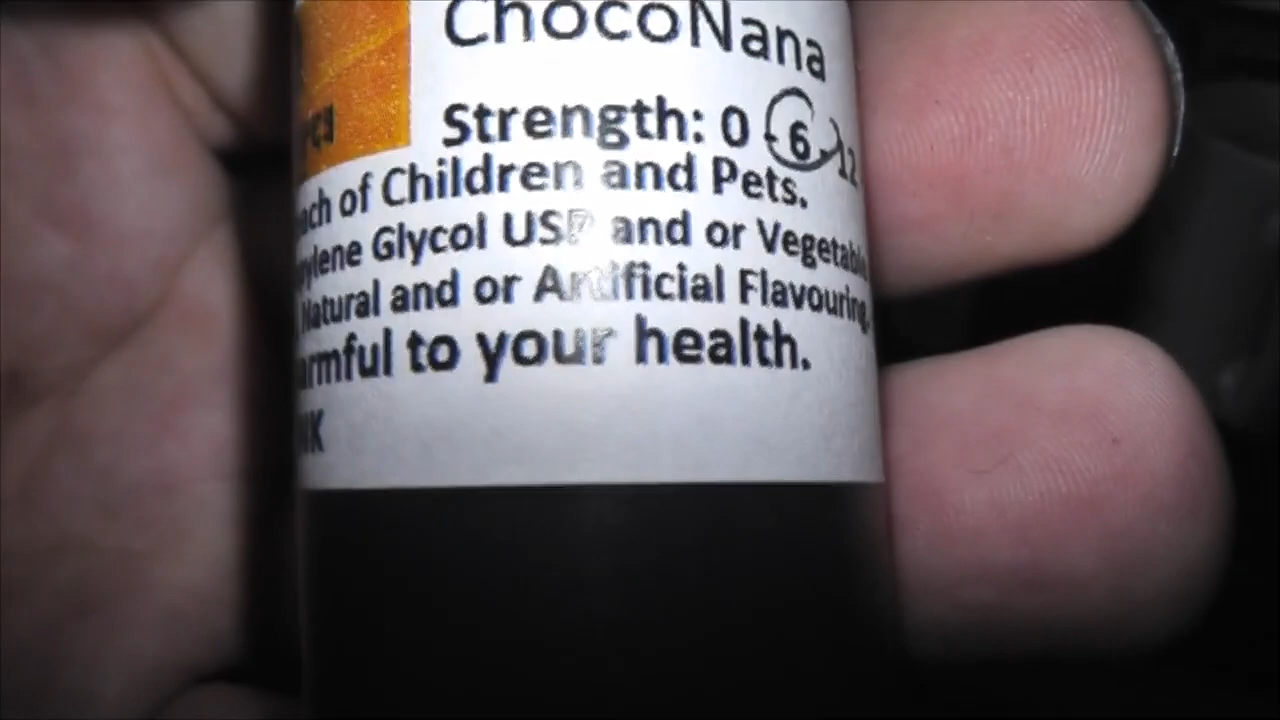 ChocoNana
Strength: 0 - 6 - 12
of Children and Pets.
Glycol USP and or Vegetable
Natural and or Artificial Flavouring.
to your health.